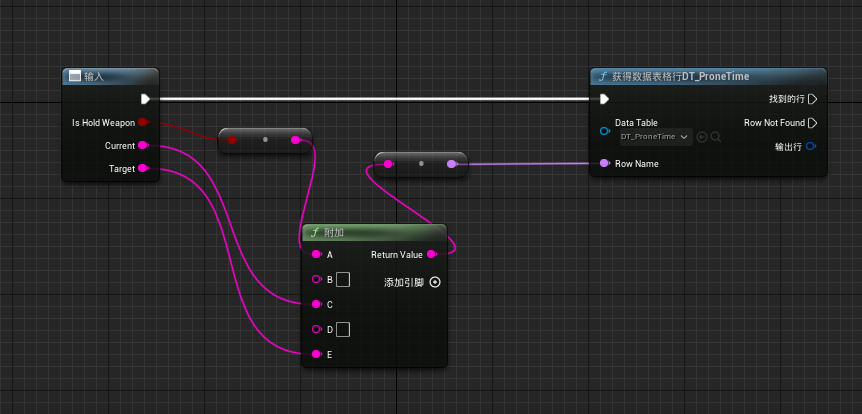 输入
Is Hold Weapon
Current
Target
附加
A
Return Value
B
添加引脚
C
D
E
f 获得数据表格行DT_ProneTime
找到的行
Data Table
DT_ProneTime
Row Not Found
输出行
Row Name